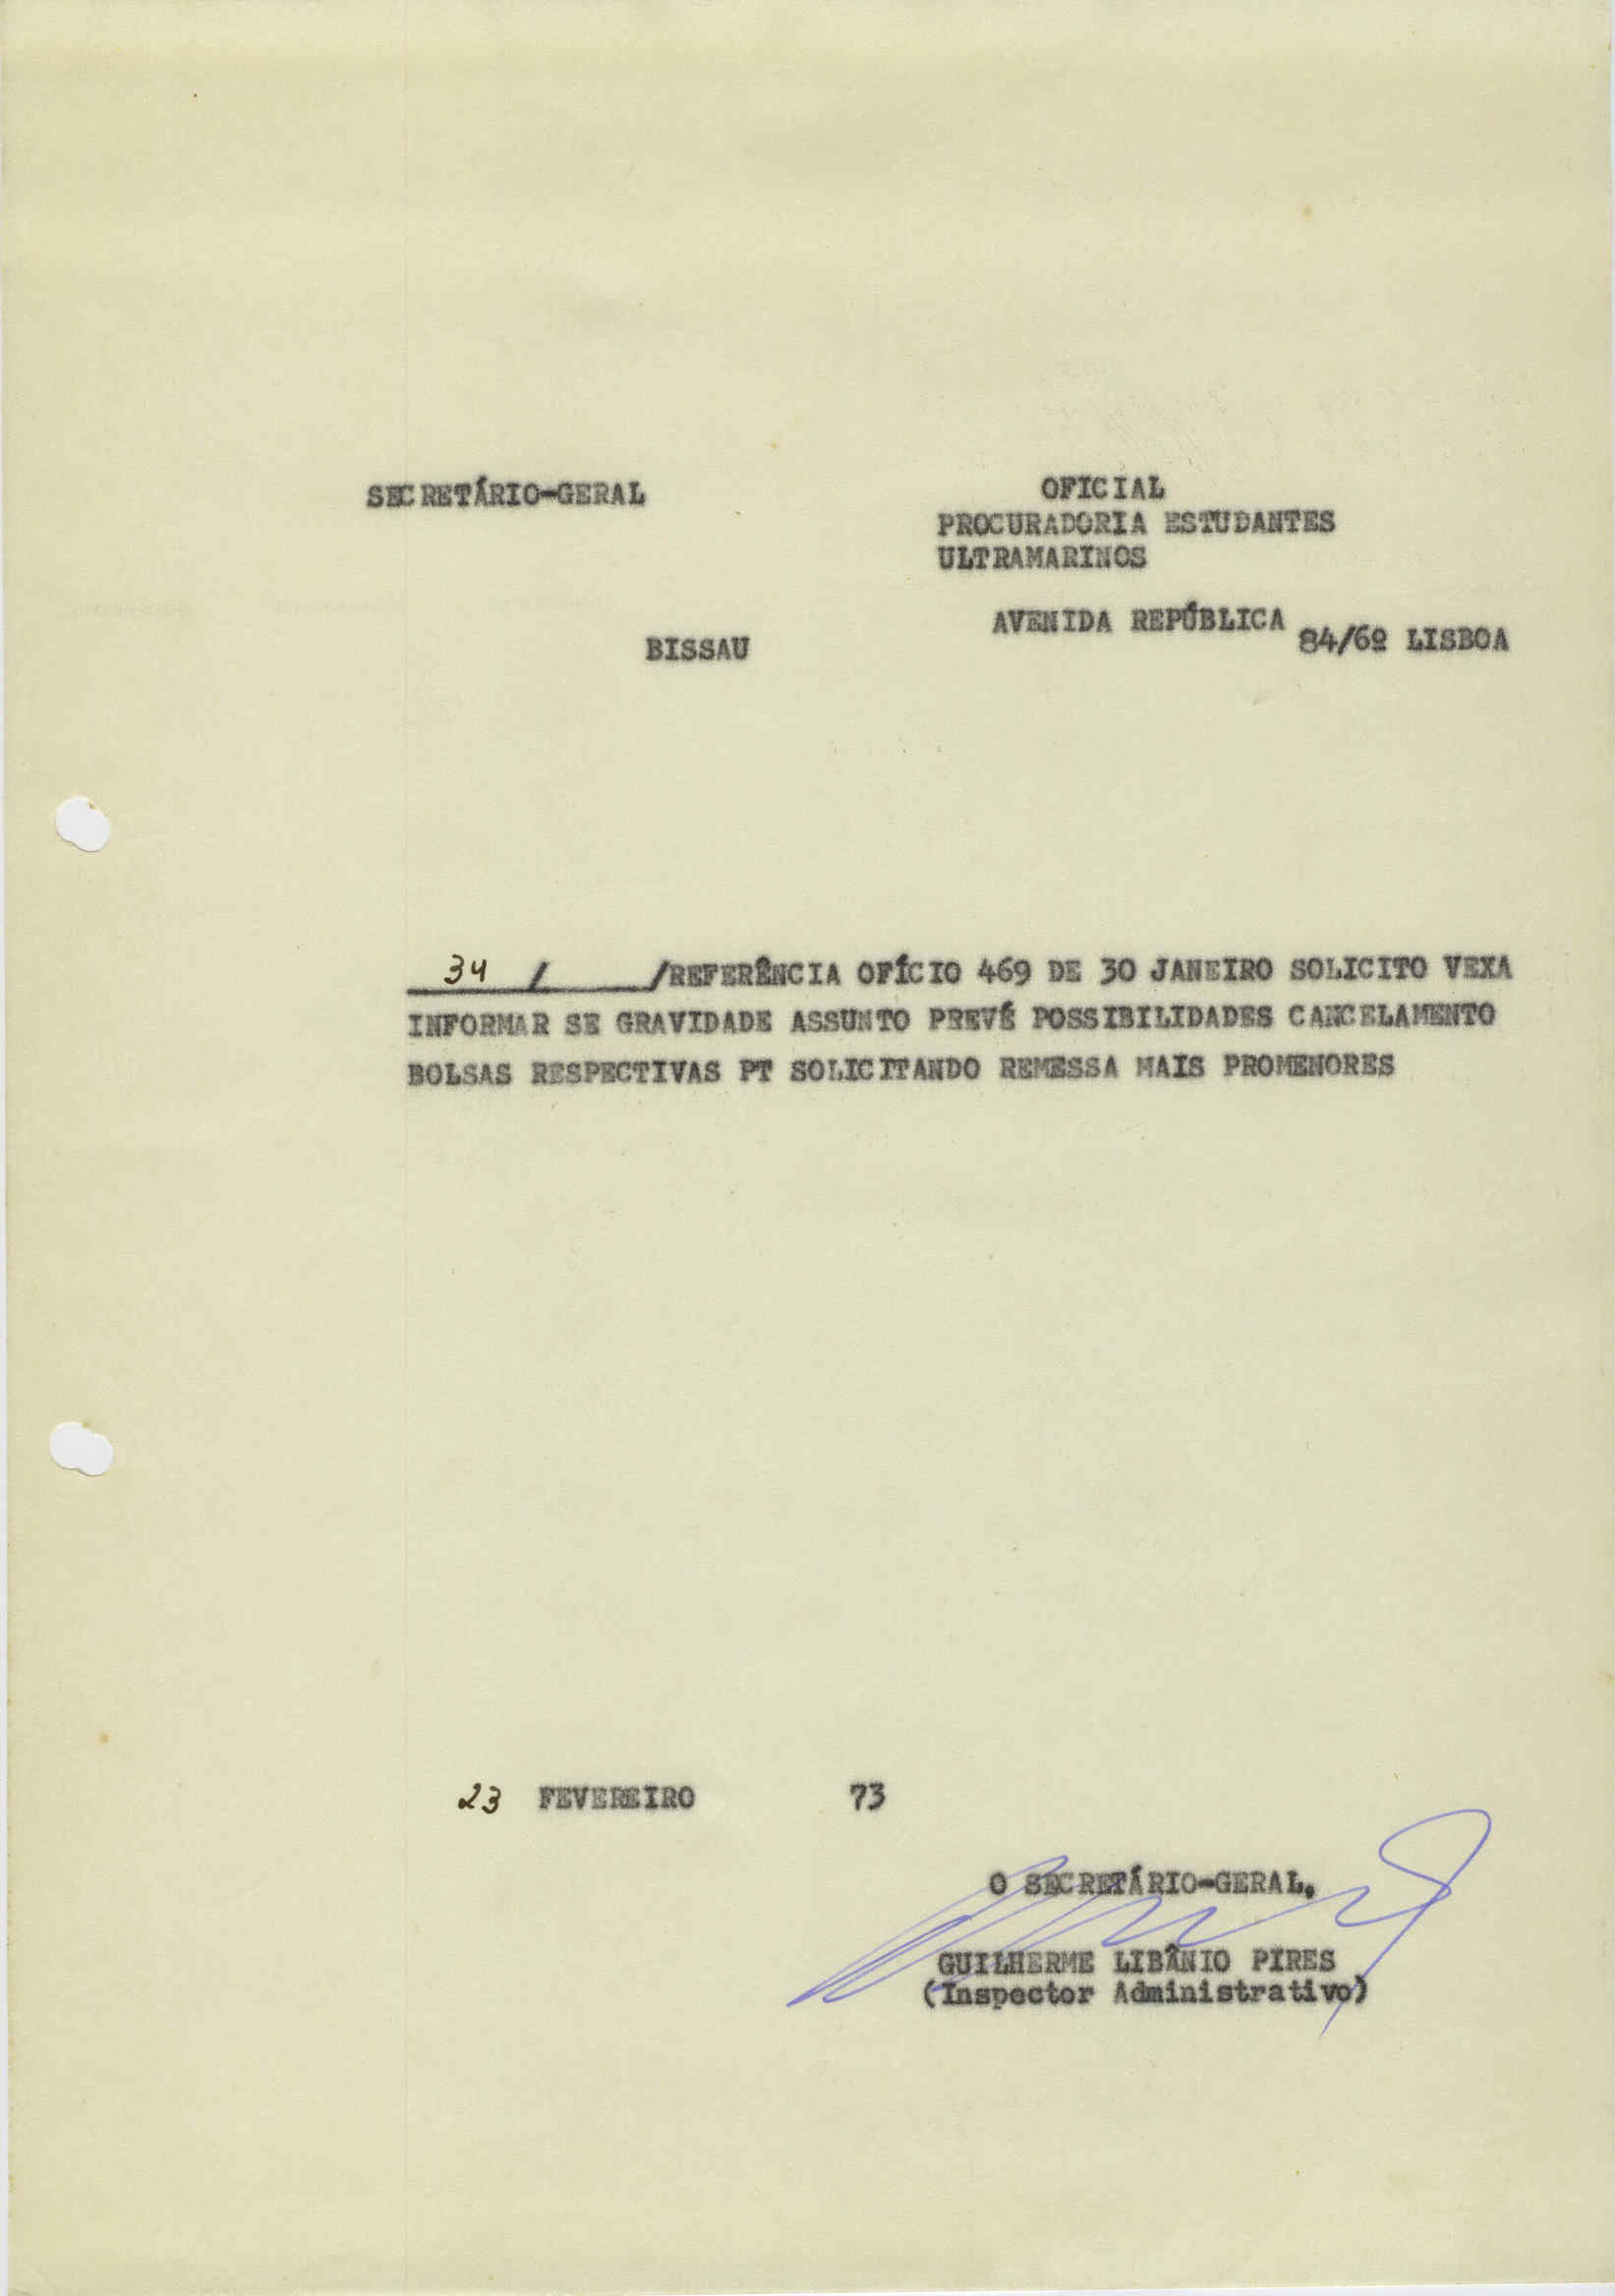 SECRETÁRIO-GERAL
BISSAU
OFICIAL
PROCURADORIA ESTUDANTES
ULTRAMARINOS
AVENIDA REPÚBLICA 84/6º LISBOA
34 / /REFERÊNCIA OFÍCIO 469 DE 30 JANEIRO SOLICITO VEXA
INFORMAR SE GRAVIDADE ASSUNTO PREVÊ POSSIBILIDADES CANCELAMENTO
BOLSAS RESPECTIVAS PT SOLICITANDO REMESSA MAIS PROMENORES
23 FEVEREIRO 73
O SECRETÁRIO-GERAL,
GUILHERME LIBÂNIO PIRES
(Inspector Administrativo)